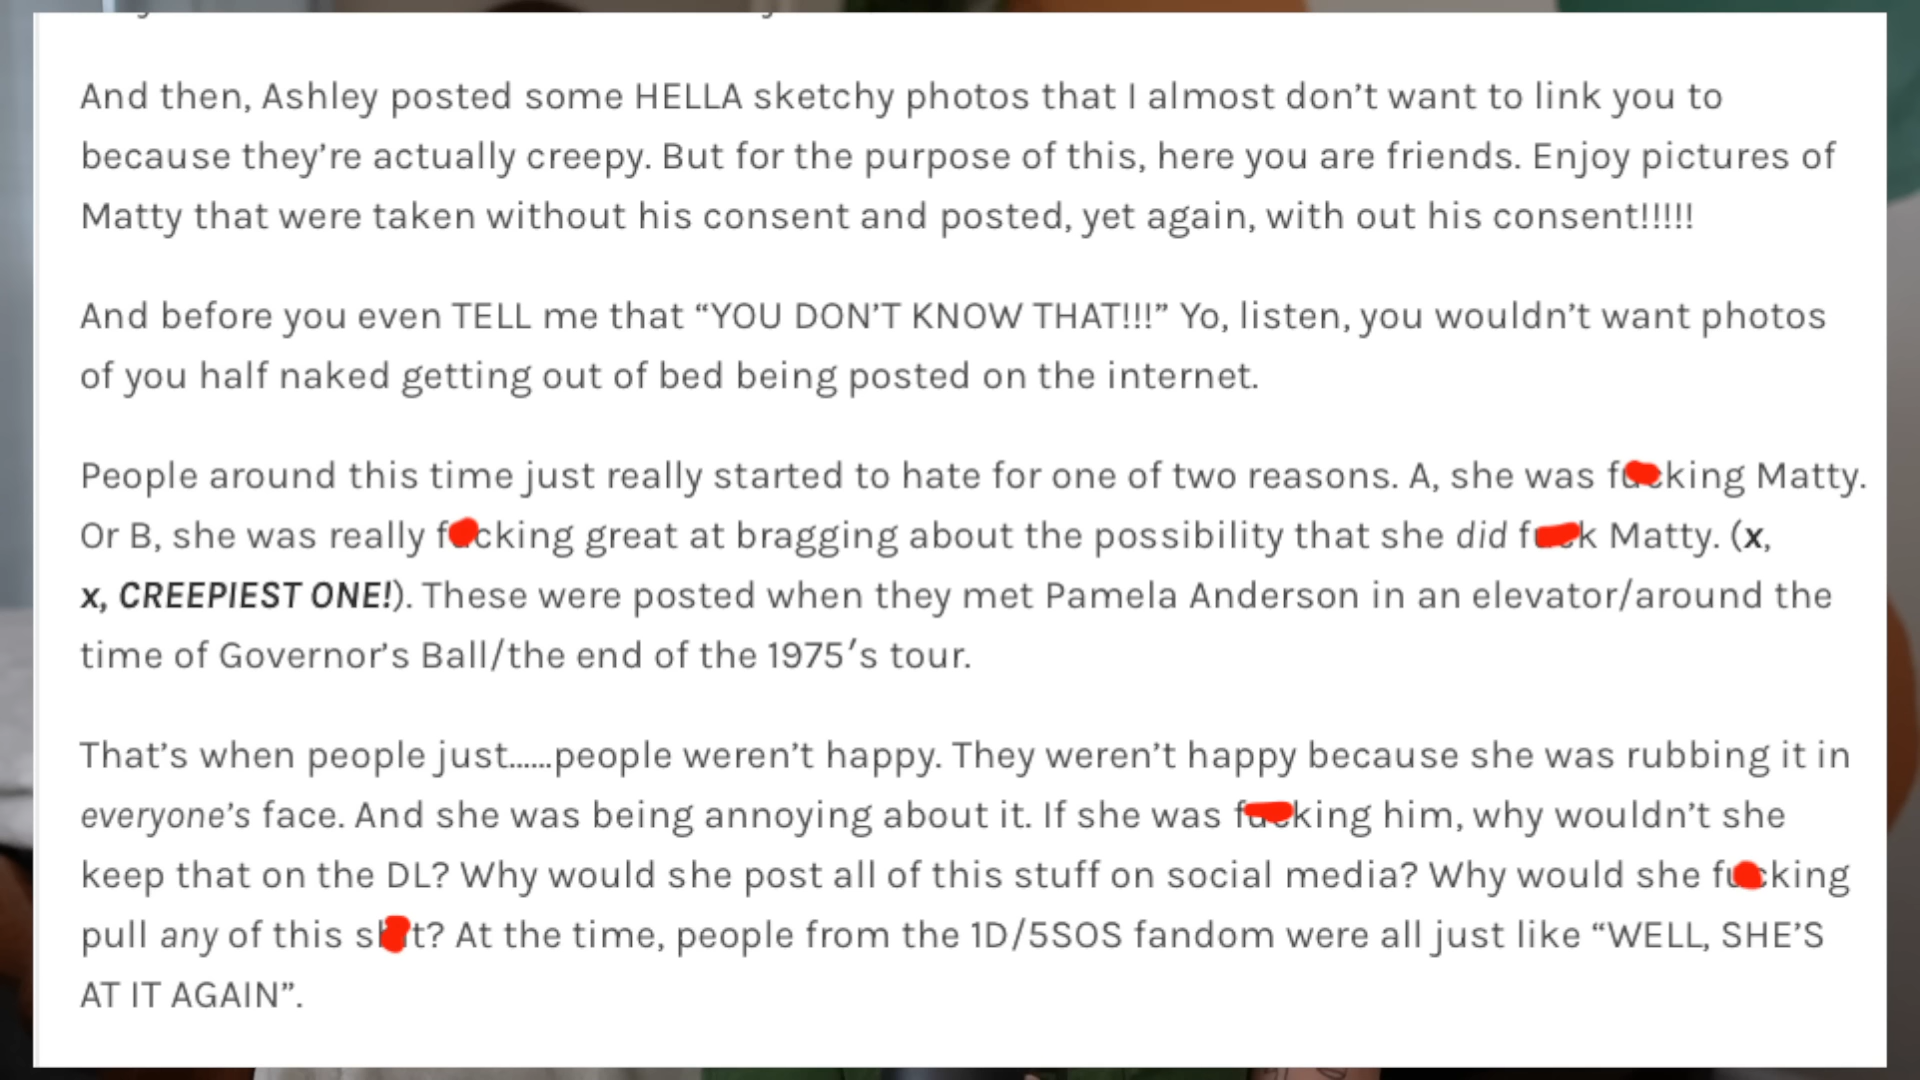 And then, Ashley posted some HELLA sketchy photos that I almost don’t want to link you to
because they’re actually creepy. But for the purpose of this, here you are friends. Enjoy pictures of
Matty that were taken without his consent and posted, yet again, with out his consent!!!!!
And before you even TELL me that “YOU DON’T KNOW THAT!!!” Yo, listen, you wouldn’t want photos
of you half naked getting out of bed being posted on the internet.
People around this time just really started to hate for one of two reasons. A, she was fucking Matty.
Or B, she was really fucking great at bragging about the possibility that she did fuck Matty. (x,
x, CREEPIEST ONE!). These were posted when they met Pamela Anderson in an elevator/around the
time of Governor’s Ball/the end of the 1975′s tour.
That’s when people just......people weren’t happy. They weren’t happy because she was rubbing it in
everyone’s face. And she was being annoying about it. If she was fucking him, why wouldn’t she
keep that on the DL? Why would she post all of this stuff on social media? Why would she fucking
pull any of this shit? At the time, people from the 1D/5SOS fandom were all just like “WELL, SHE’S
AT IT AGAIN”.